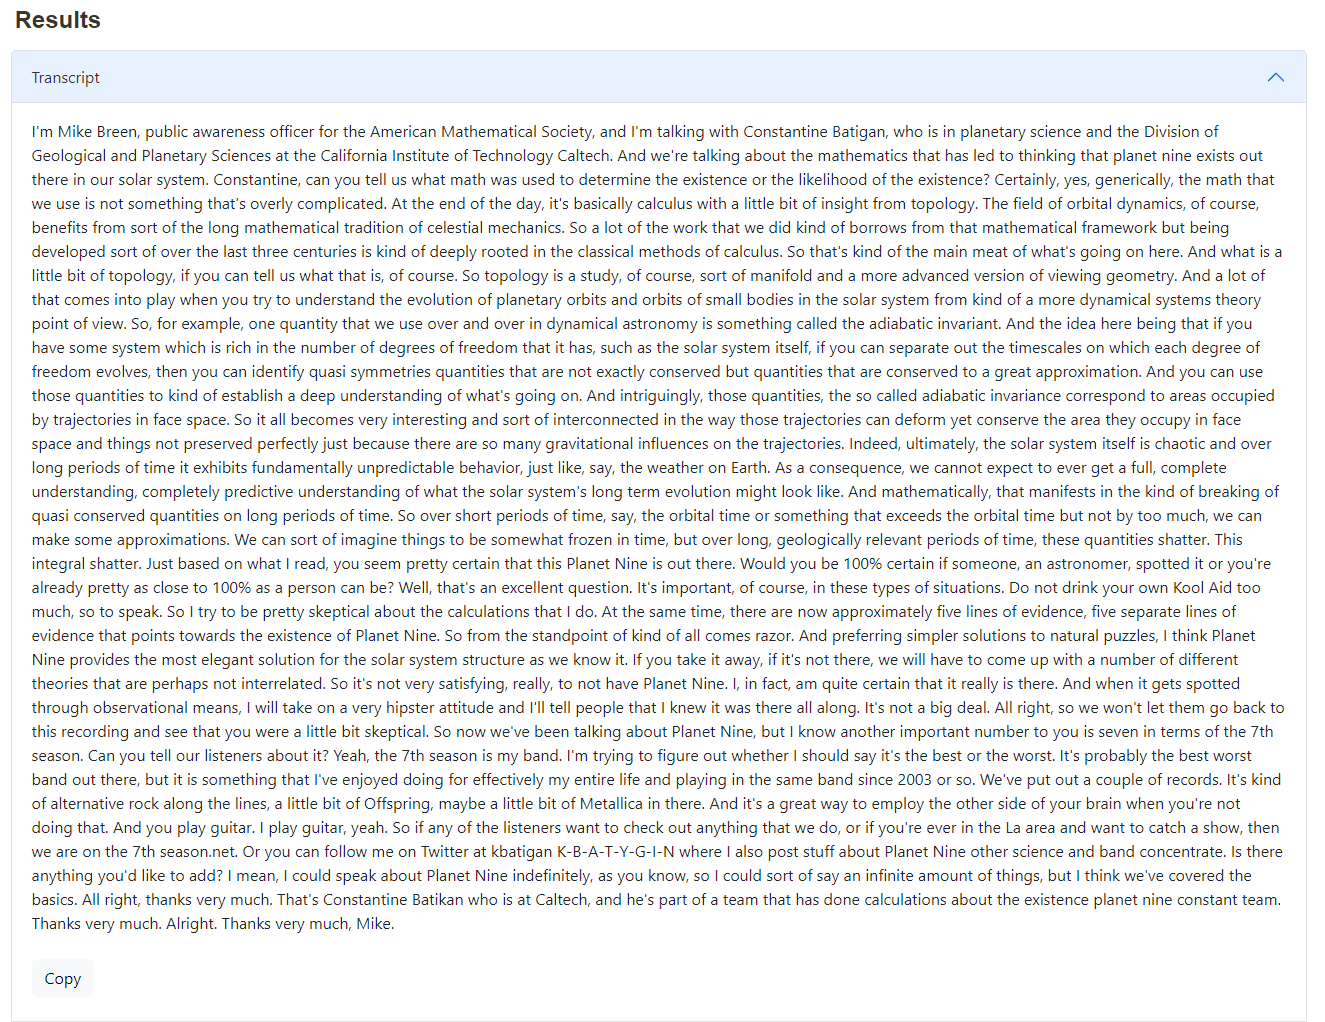 Results
Transcript
I'm Mike Breen, public awareness officer for the American Mathematical Society, and I'm talking with Constantine Batigan, who is in planetary science and the Division of
Geological and Planetary Sciences at the California Institute of Technology Caltech. And we're talking about the mathematics that has led to thinking that planet nine exists out
there in our solar system. Constantine, can you tell us what math was used to determine the existence or the likelihood of the existence? Certainly, yes, generically, the math that
we use is not something that's overly complicated. At the end of the day, it's basically calculus with a little bit of insight from topology. The field of orbital dynamics, of course,
benefits from sort of the long mathematical tradition of celestial mechanics. So a lot of the work that we did kind of borrows from that mathematical framework but being
developed sort of over the last three centuries is kind of deeply rooted in the classical methods of calculus. So that's kind of the main meat of what's going on here. And what is a
little bit of topology, if you can tell us what that is, of course. So topology is a study, of course, sort of manifold and a more advanced version of viewing geometry. And a lot of
that comes into play when you try to understand the evolution of planetary orbits and orbits of small bodies in the solar system from kind of a more dynamical systems theory
point of view. So, for example, one quantity that we use over and over in dynamical astronomy is something called the adiabatic invariant. And the idea here being that if you
have some system which is rich in the number of degrees of freedom that it has, such as the solar system itself, if you can separate out the timescales on which each degree of
freedom evolves, then you can identify quasi symmetries quantities that are not exactly conserved but quantities that are conserved to a great approximation. And you can use
those quantities to kind of establish a deep understanding of what's going on. And intriguingly, those quantities, the so called adiabatic invariance correspond to areas occupied
by trajectories in face space. So it all becomes very interesting and sort of interconnected in the way those trajectories can deform yet conserve the area they occupy in face
space and things not preserved perfectly just because there are so many gravitational influences on the trajectories. Indeed, ultimately, the solar system itself is chaotic and over
long periods of time it exhibits fundamentally unpredictable behavior, just like, say, the weather on Earth. As a consequence, we cannot expect to ever get a full, complete
understanding, completely predictive understanding of what the solar system's long term evolution might look like. And mathematically, that manifests in the kind of breaking of
quasi conserved quantities on long periods of time. So over short periods of time, say, the orbital time or something that exceeds the orbital time but not by too much, we can
make some approximations. We can sort of imagine things to be somewhat frozen in time, but over long, geologically relevant periods of time, these quantities shatter. This
integral shatter. Just based on what I read, you seem pretty certain that this Planet Nine is out there. Would you be 100% certain if someone, an astronomer, spotted it or you're
already pretty as close to 100% as a person can be? Well, that's an excellent question. It's important, of course, in these types of situations. Do not drink your own Kool Aid too
much, so to speak. So I try to be pretty skeptical about the calculations that I do. At the same time, there are now approximately five lines of evidence, five separate lines of
evidence that points towards the existence of Planet Nine. So from the standpoint of kind of all comes razor. And preferring simpler solutions to natural puzzles, I think Planet
Nine provides the most elegant solution for the solar system structure as we know it. If you take it away, if it's not there, we will have to come up with a number of different
theories that are perhaps not interrelated. So it's not very satisfying, really, to not have Planet Nine. I, in fact, am quite certain that it really is there. And when it gets spotted
through observational means, I will take on a very hipster attitude and I'll tell people that I knew it was there all along. It's not a big deal. All right, so we won't let them go back to
this recording and see that you were a little bit skeptical. So now we've been talking about Planet Nine, but I know another important number to you is seven in terms of the 7th
season. Can you tell our listeners about it? Yeah, the 7th season is my band. I'm trying to figure out whether I should say it's the best or the worst. It's probably the best worst
band out there, but it is something that I've enjoyed doing for effectively my entire life and playing in the same band since 2003 or so. We've put out a couple of records. It's kind
of alternative rock along the lines, a little bit of Offspring, maybe a little bit of Metallica in there. And it's a great way to employ the other side of your brain when you're not
doing that. And you play guitar. I play guitar, yeah. So if any of the listeners want to check out anything that we do, or if you're ever in the La area and want to catch a show, then
we are on the 7th season.net. Or you can follow me on Twitter at kbatigan K-B-A-T-Y-G-I-N where I also post stuff about Planet Nine other science and band concentrate. Is there
anything you'd like to add? I mean, I could speak about Planet Nine indefinitely, as you know, so I could sort of say an infinite amount of things, but I think we've covered the
basics. All right, thanks very much. That's Constantine Batikan who is at Caltech, and he's part of a team that has done calculations about the existence planet nine constant team.
Thanks very much. Alright. Thanks very much, Mike.
Copy